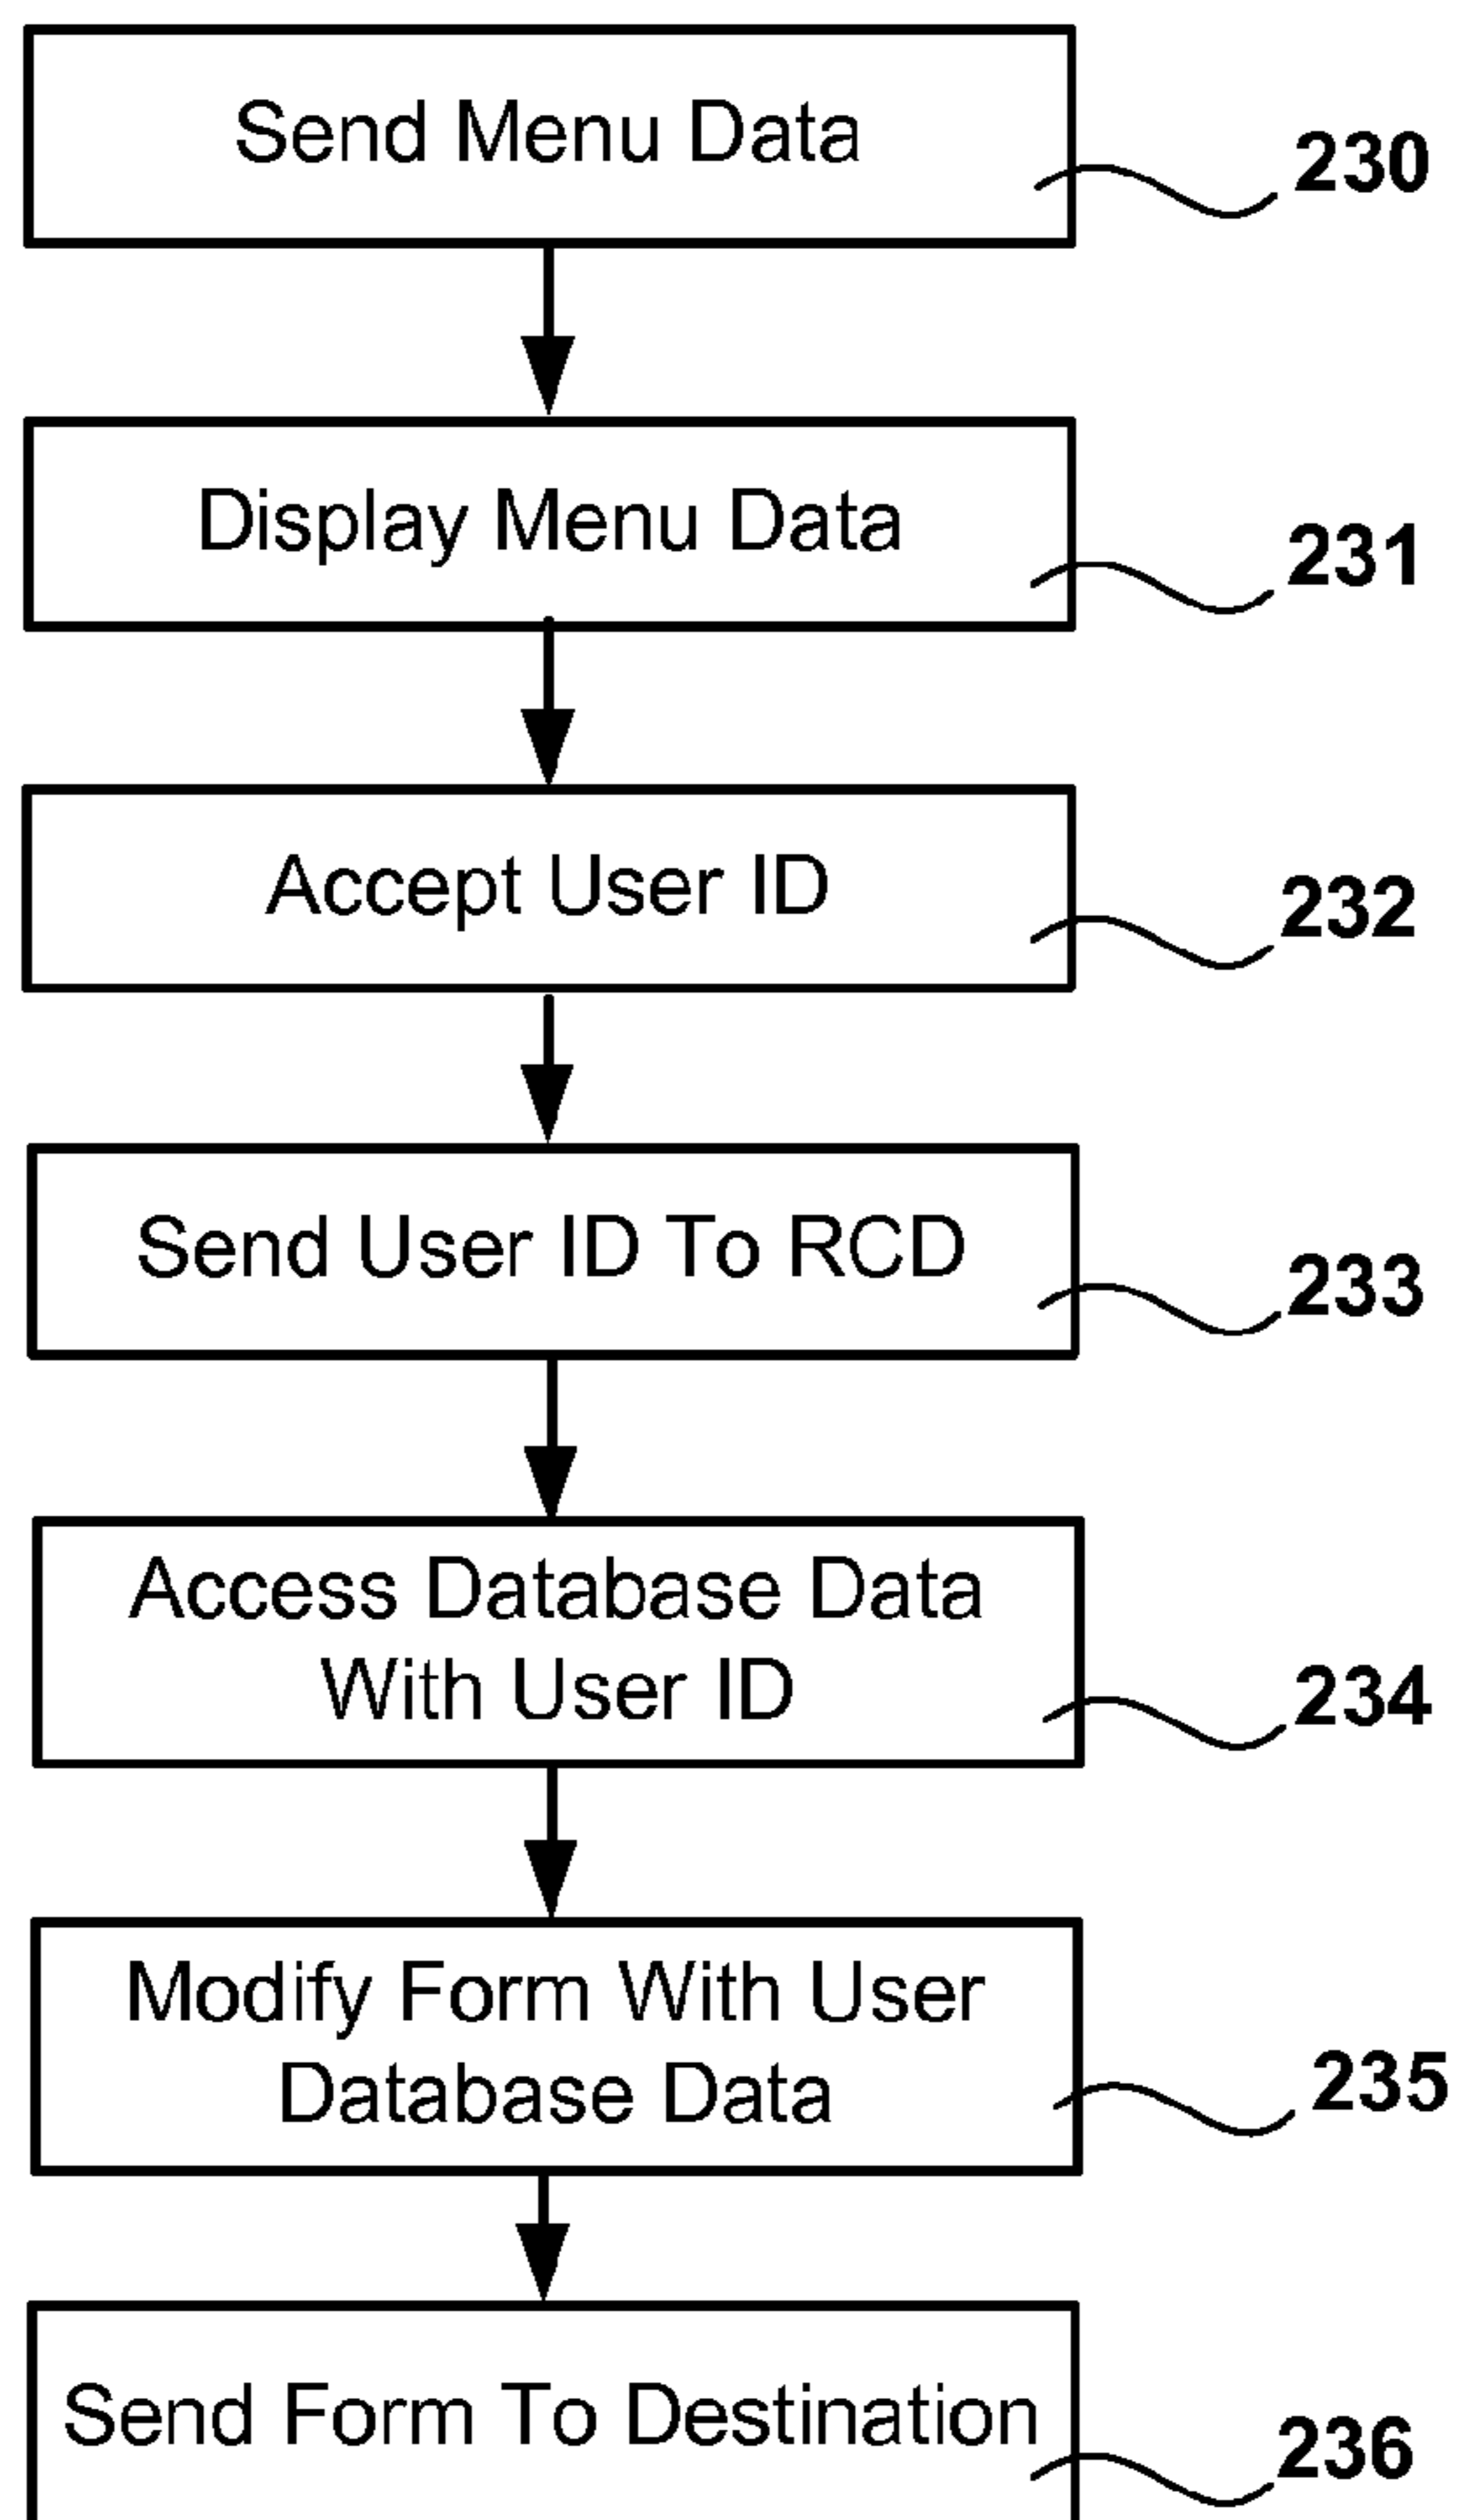 Send Menu Data
230
Display Menu Data
231
Accept User ID
232
Send User ID To RCD
233
Access Database Data
With User ID
234
Modify Form With User
Database Data
235
Send Form To Destination
236